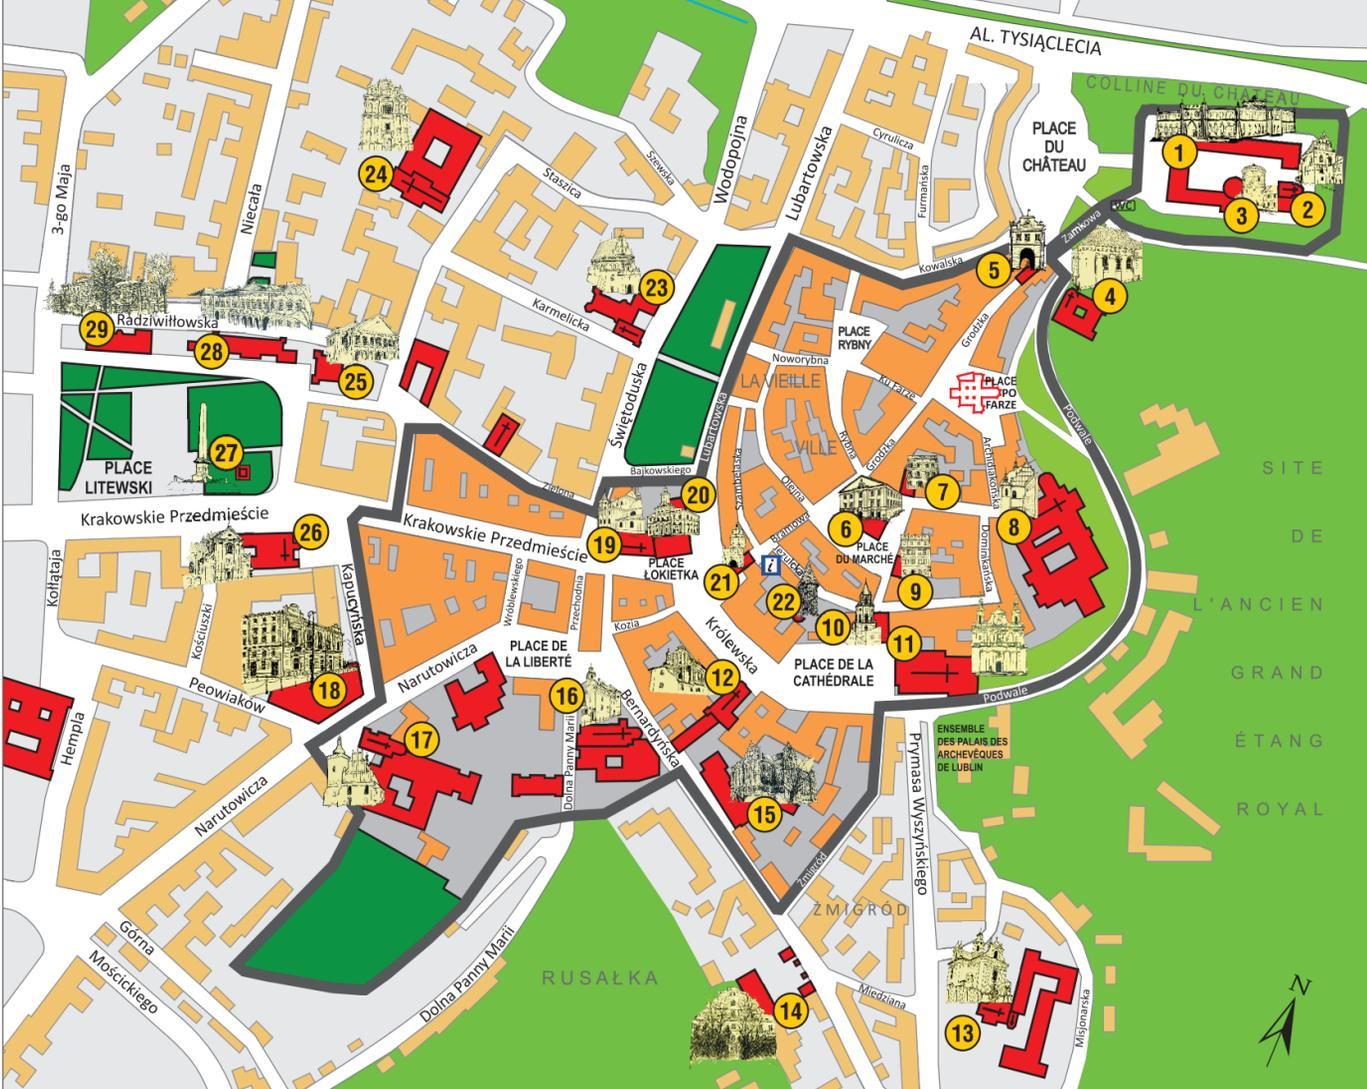 AL. TYSIĄCLECIA
COLLINE DU CHATEAU
PLACE
DU
CHÂTEAU
1
2
3
WC
Zamkowa
4
5
Kowalska
Cyrulicza
Furmańska
Lubartowska
Wodopojna
Szewska
Staszica
24
23
Karmelicka
Świętoduska
3-go Maja
Niecała
Radziwiłłowska
29
28
25
27
PLACE
LITEWSKI
PLACE
RYBNY
Noworybna
LA VIEILLE
VILLE
Ku Farze
Grodzka
PLACE
PO
FARZE
Podwale
Rybna
Grodzka
Archidiakońska
Lubartowska
Bajkowskiego
Szambelańska
Olejna
Bramowa
Jezuicka
Zielona
20
19
PLACE
ŁOKIETKA
21
i
22
6
PLACE
DU MARCHÉ
7
8
9
Dominikańska
10
11
PLACE DE LA
CATHÉDRALE
Podwale
Krakowskie Przedmieście
26
Krakowskie Przedmieście
Kołłątaja
Kościuszki
Kapucyńska
Wróblewskiego
Przechodnia
Kozia
Królewska
PLACE DE
LA LIBERTÉ
Narutowicza
Peowiaków
18
Hempla
Narutowicza
17
16
Dolna Panny Marii
Bernardyńska
12
15
Żmigród
ŻMIGRÓD
Prymasa Wyszyńskiego
ENSEMBLE
DES PALAIS DES
ARCHEVÊQUES
DE LUBLIN
SITE
DE
L ANCIEN
GRAND
ÉTANG
ROYAL
Górna
Mościckiego
Dolna Panny Marii
RUSAŁKA
14
Miedziana
13
Misjonarska
N